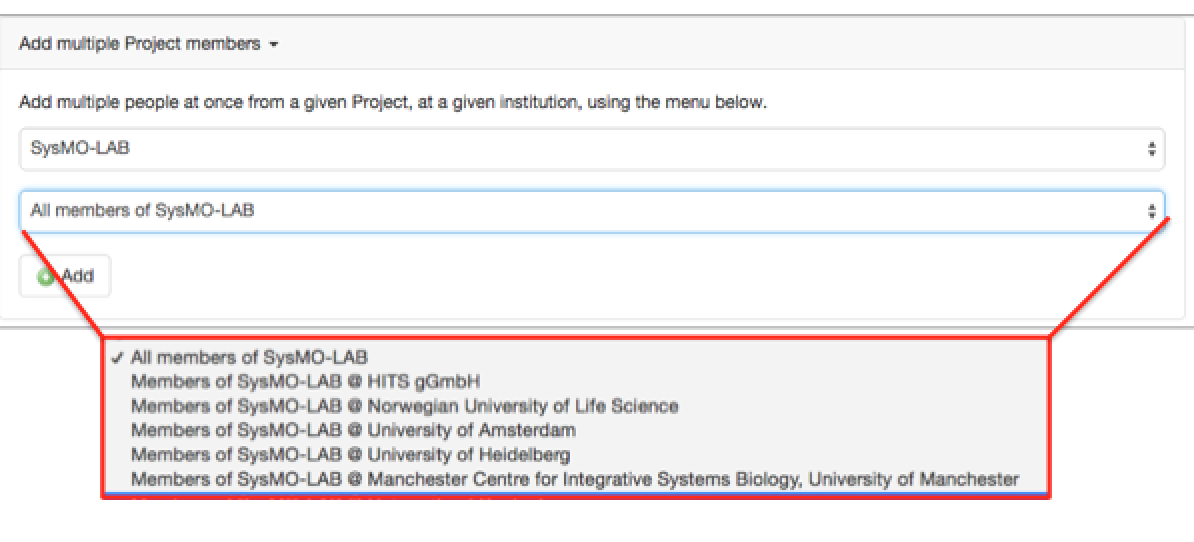 Add multiple Project members
Add multiple people at once from a given Project, at a given institution, using the menu below.
SysMO-LAB
All members of SysMO-LAB
Add
✓ All members of SysMO-LAB
Members of SysMO-LAB @ HITS gGmbH
Members of SysMO-LAB @ Norwegian University of Life Science
Members of SysMO-LAB @ University of Amsterdam
Members of SysMO-LAB @ University of Heidelberg
Members of SysMO-LAB @ Manchester Centre for Integrative Systems Biology, University of Manchester